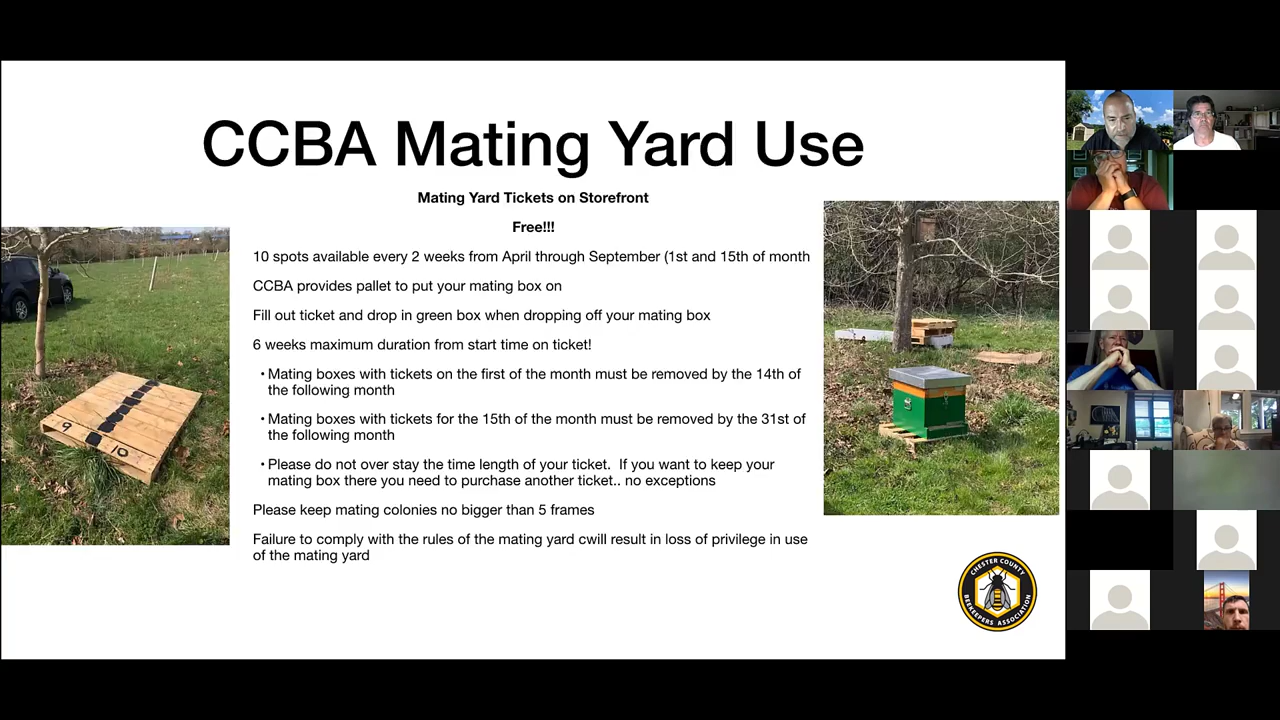 CCBA Mating Yard Use
Mating Yard Tickets on Storefront
Free!!!
10 spots available every 2 weeks from April through September (1st and 15th of month
CCBA provides pallet to put your mating box on
Fill out ticket and drop in green box when dropping off your mating box
6 weeks maximum duration from start time on ticket!
• Mating boxes with tickets on the first of the month must be removed by the 14th of
the following month
• Mating boxes with tickets for the 15th of the month must be removed by the 31st of
the following month
• Please do not over stay the time length of your ticket.  If you want to keep your
mating box there you need to purchase another ticket.. no exceptions
Please keep mating colonies no bigger than 5 frames
Failure to comply with the rules of the mating yard cwill result in loss of privilege in use
of the mating yard
9
10
CHESTER COUNTY
BEEKEEPERS ASSOCIATION